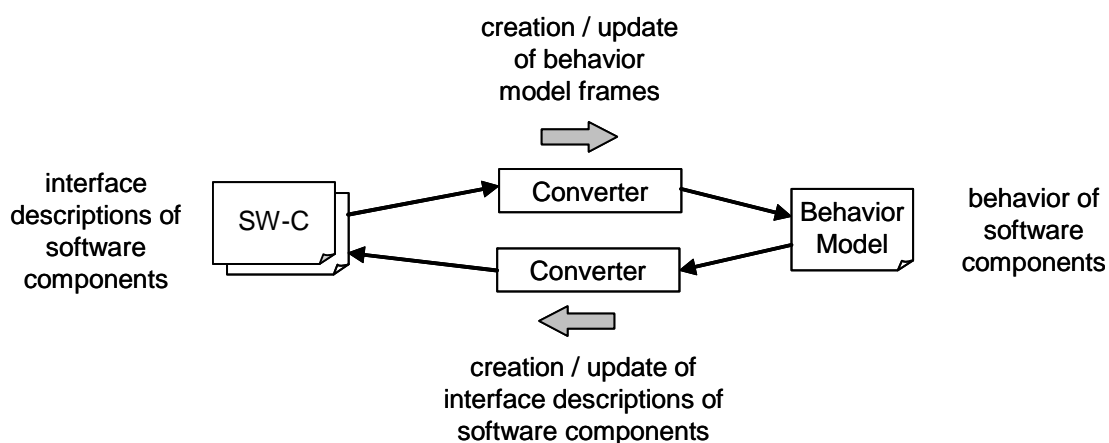 creation / update
of behavior
model frames
interface
descriptions of
software
components
SW-C
Converter
Behavior
Model
behavior of
software
components
Converter
creation / update of
interface descriptions of
software components